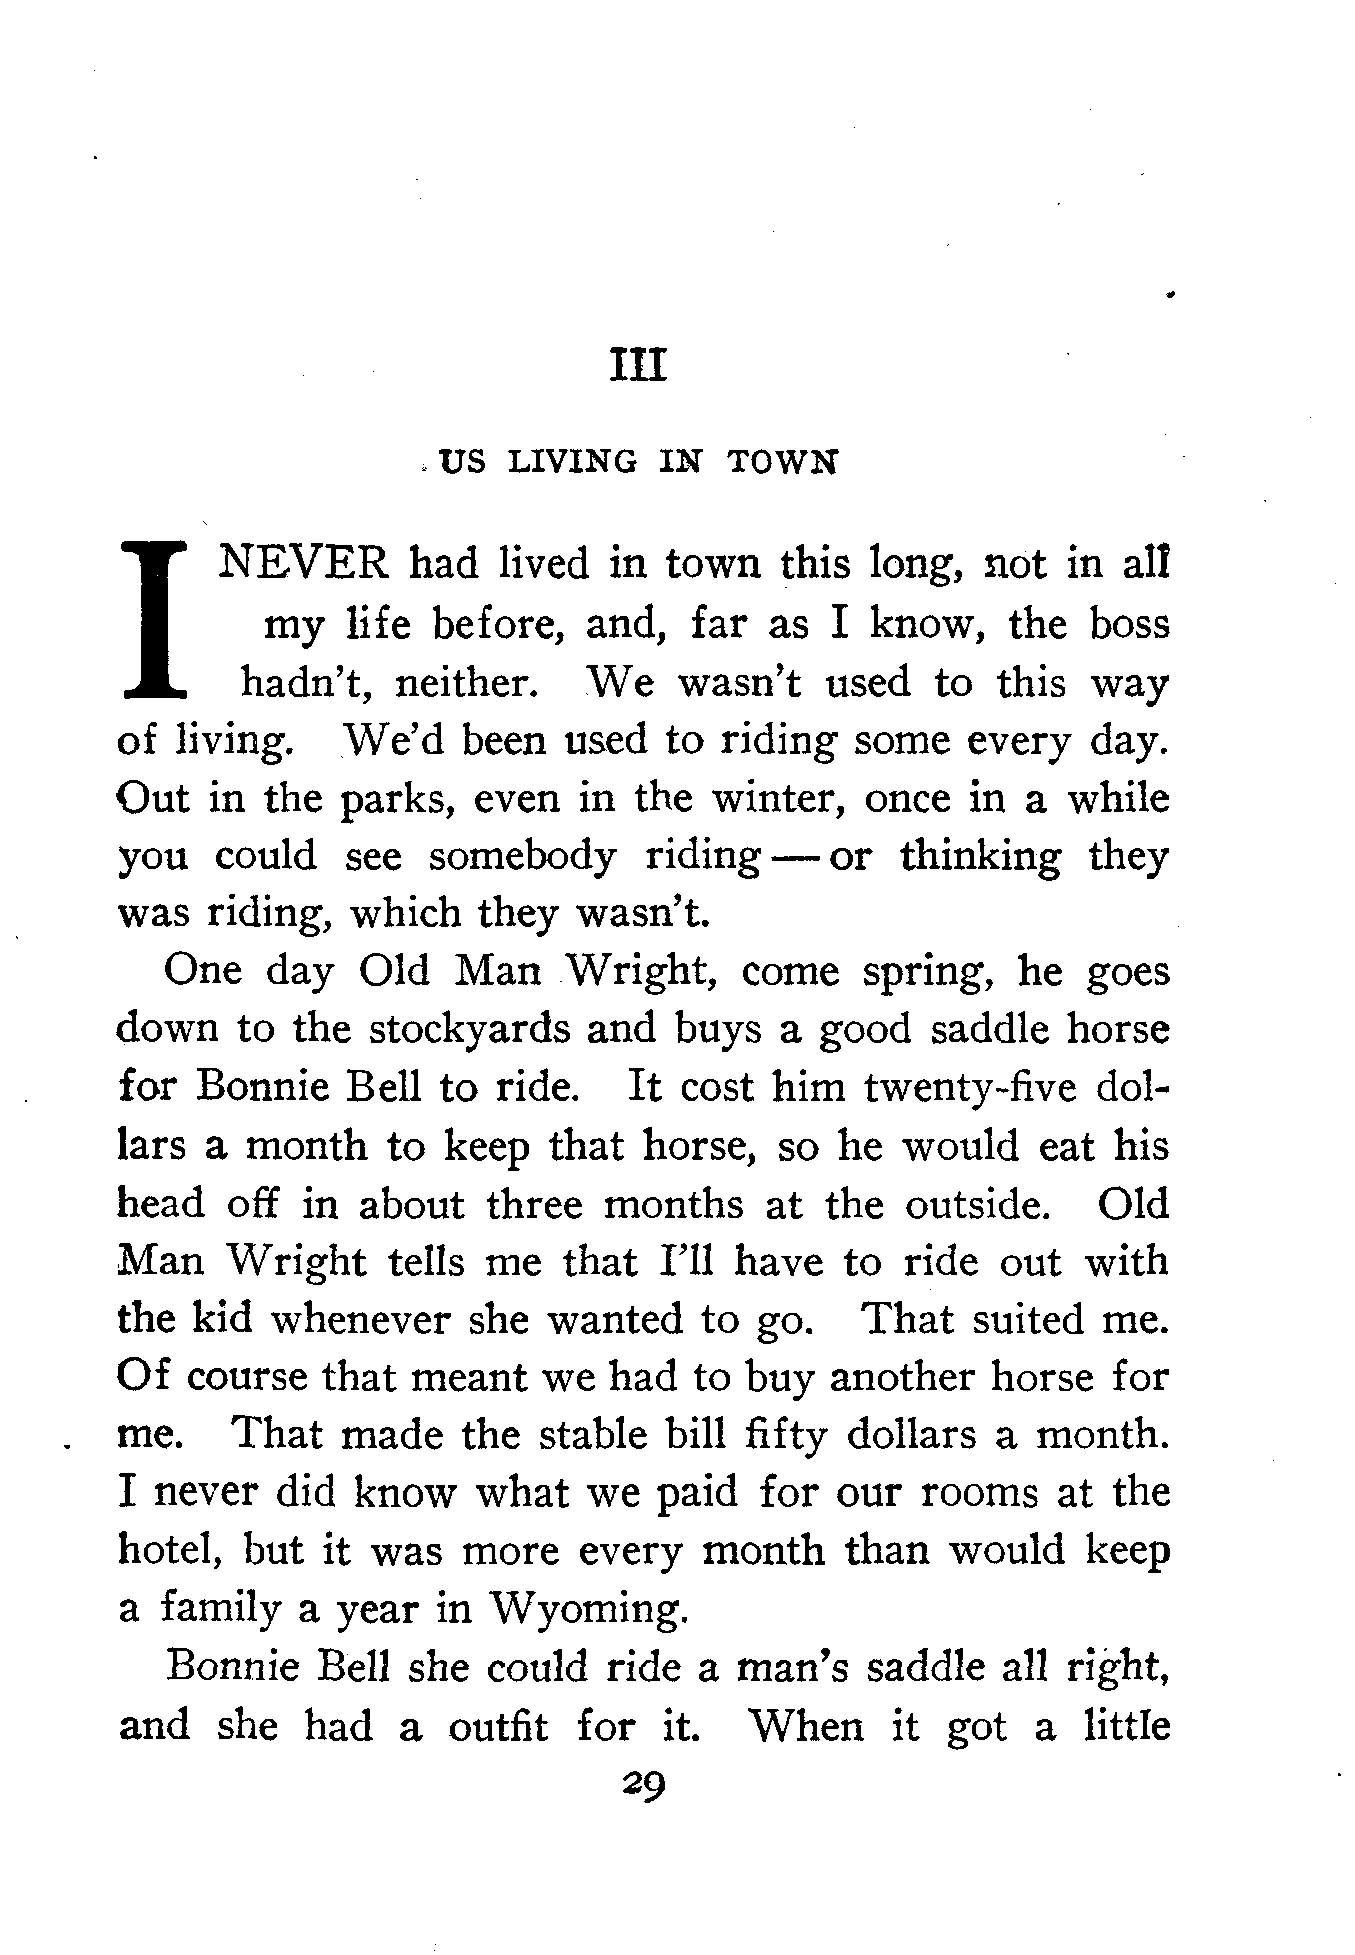 III
US LIVING IN TOWN
I NEVER had lived in town this long, not in all
my life before, and, far as I know, the boss
hadn't, neither. We wasn't used to this way
of living. We'd been used to riding some every day.
Out in the parks, even in the winter, once in a while
you could see somebody riding — or thinking they
was riding, which they wasn't.
One day Old Man Wright, come spring, he goes
down to the stockyards and buys a good saddle horse
for Bonnie Bell to ride. It cost him twenty-five dol-
lars a month to keep that horse, so he would eat his
head off in about three months at the outside. Old
Man Wright tells me that I'll have to ride out with
the kid whenever she wanted to go. That suited me.
Of course that meant we had to buy another horse for
me. That made the stable bill fifty dollars a month.
I never did know what we paid for our rooms at the
hotel, but it was more every month than would keep
a family a year in Wyoming.
Bonnie Bell she could ride a man's saddle all right,
and she had a outfit for it. When it got a little
29